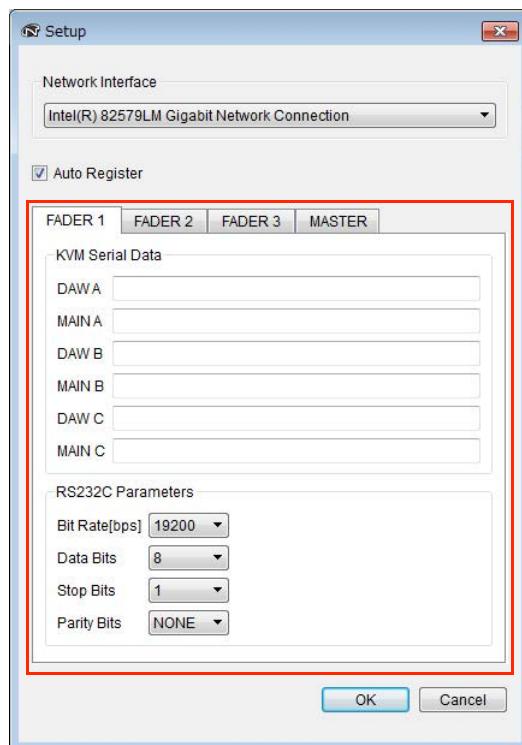 Setup
Network Interface
Intel(R) 82579LM Gigabit Network Connection
Auto Register
FADER 1 FADER 2 FADER 3 MASTER
KVM Serial Data
DAW A
MAIN A
DAW B
MAIN B
DAW C
MAIN C
RS232C Parameters
Bit Rate[bps] 19200
Data Bits 8
Stop Bits 1
Parity Bits NONE
OK Cancel